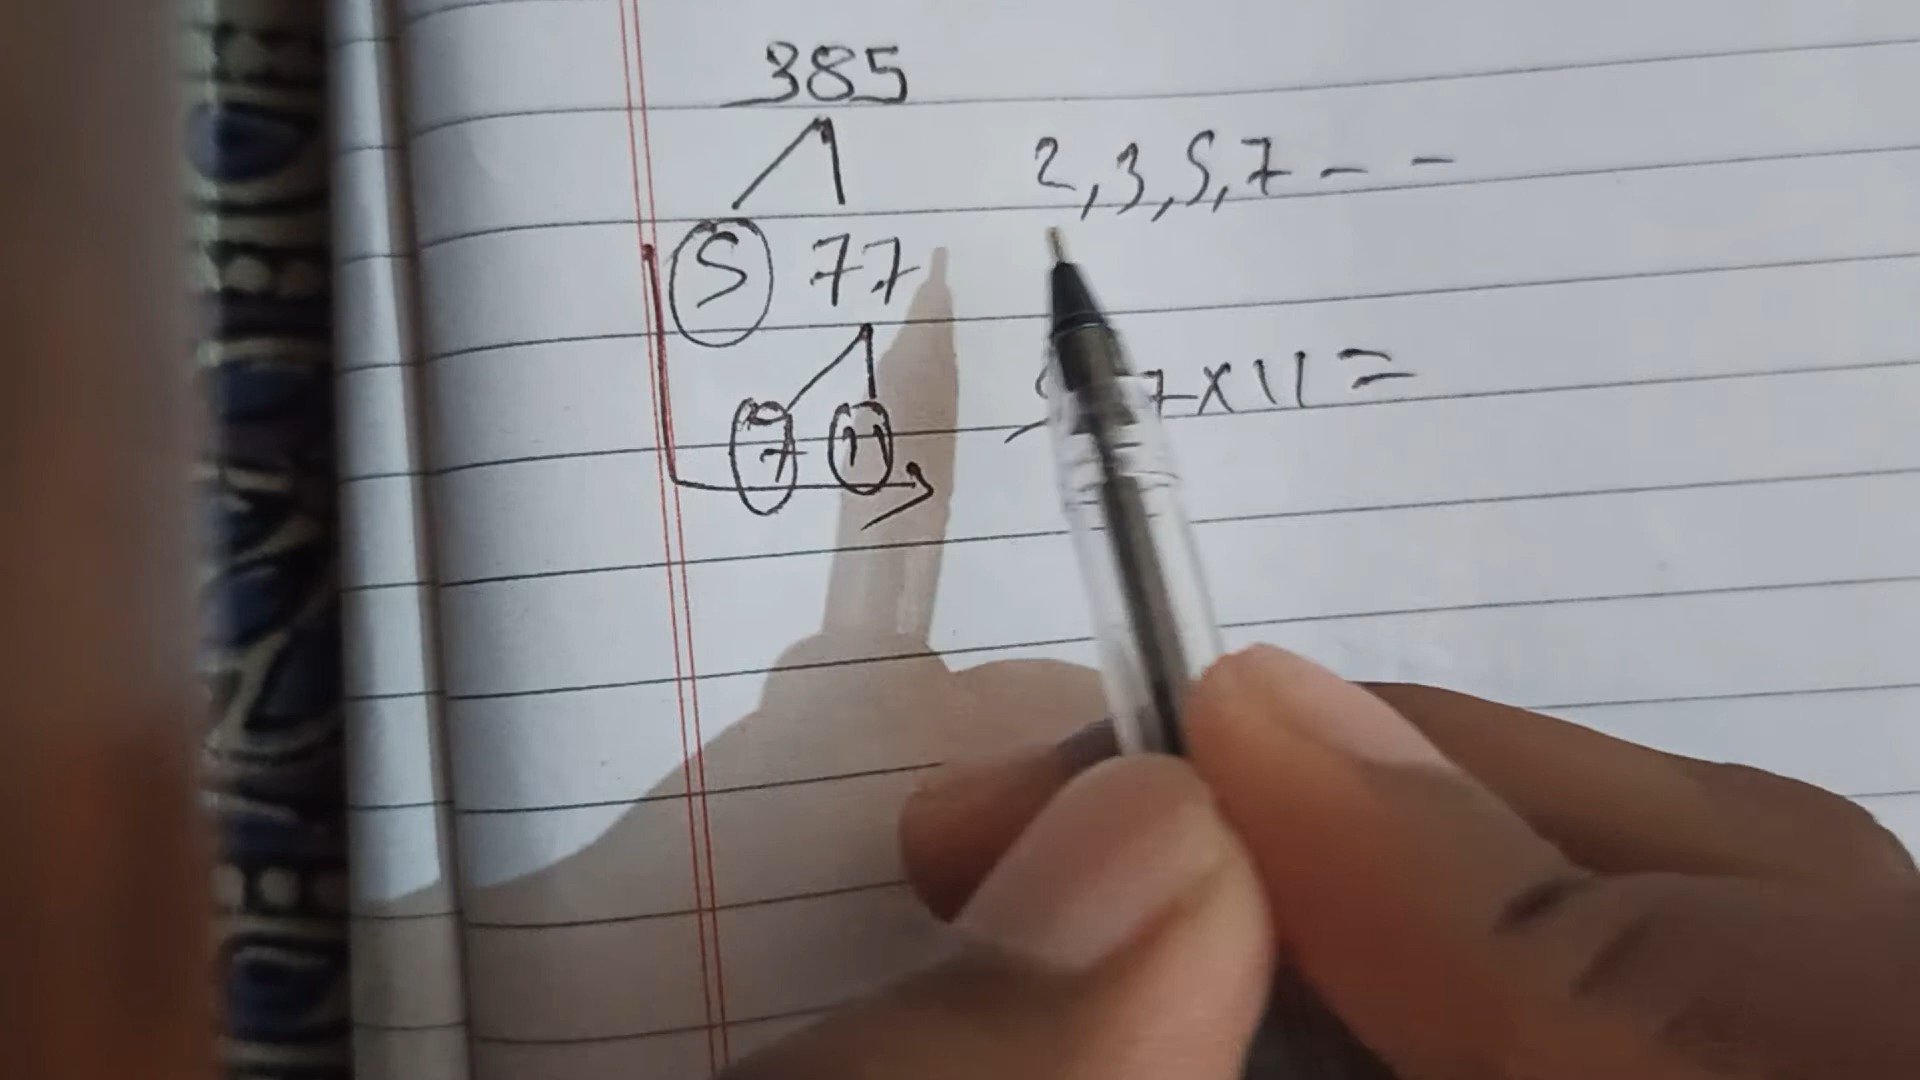 385
2,3,5,7 - -
5 77
7x11=
7 11